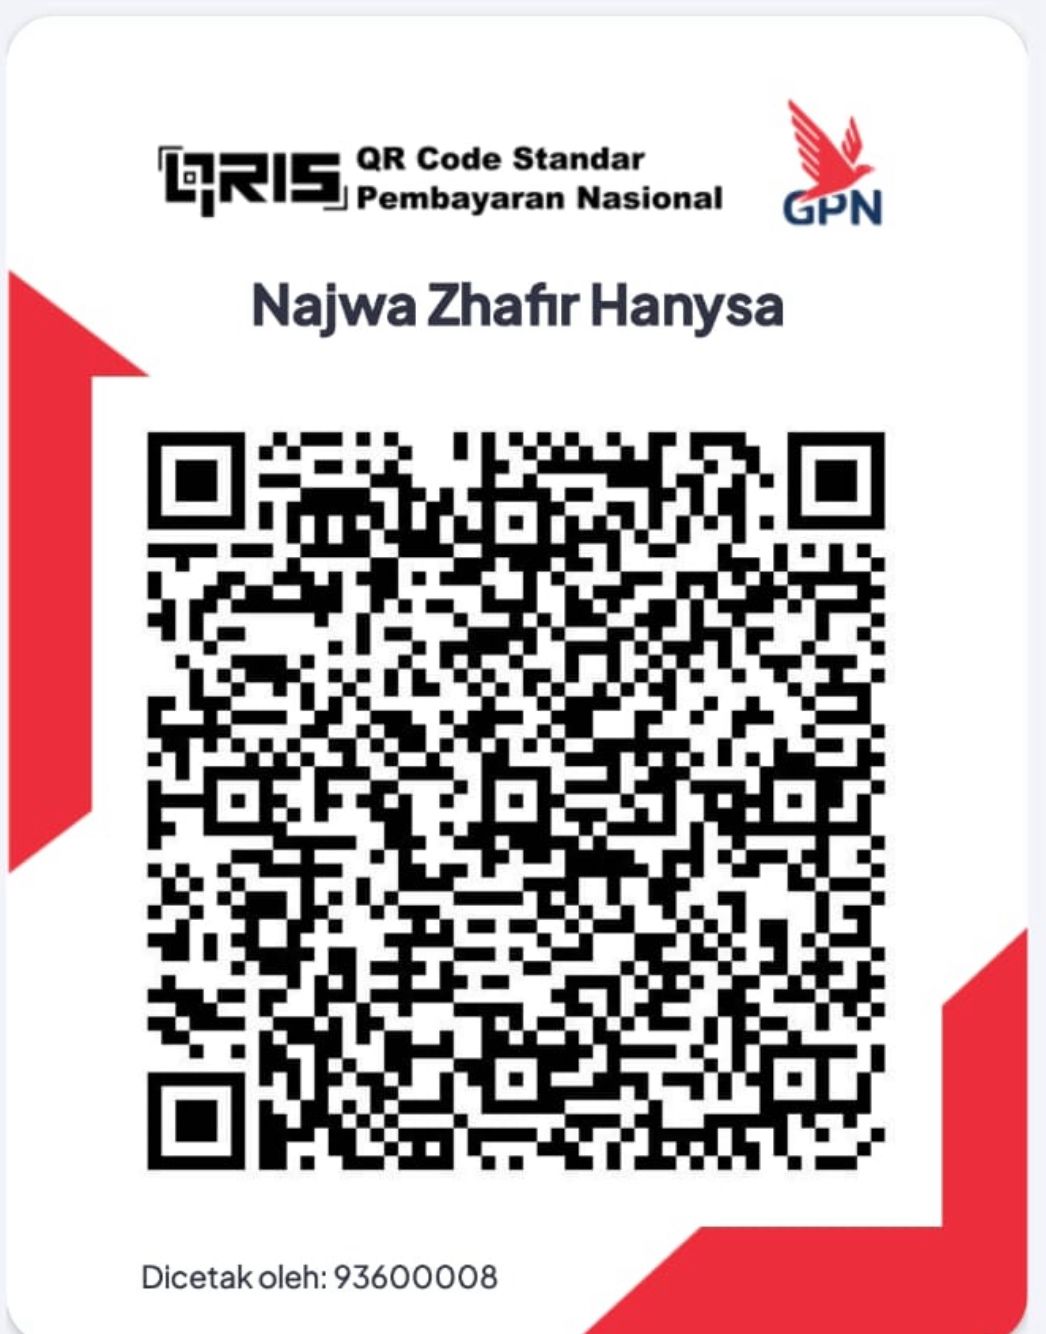 QRIS QR Code Standar
Pembayaran Nasional
GPN
Najwa Zhafir Hanysa
Dicetak oleh: 93600008